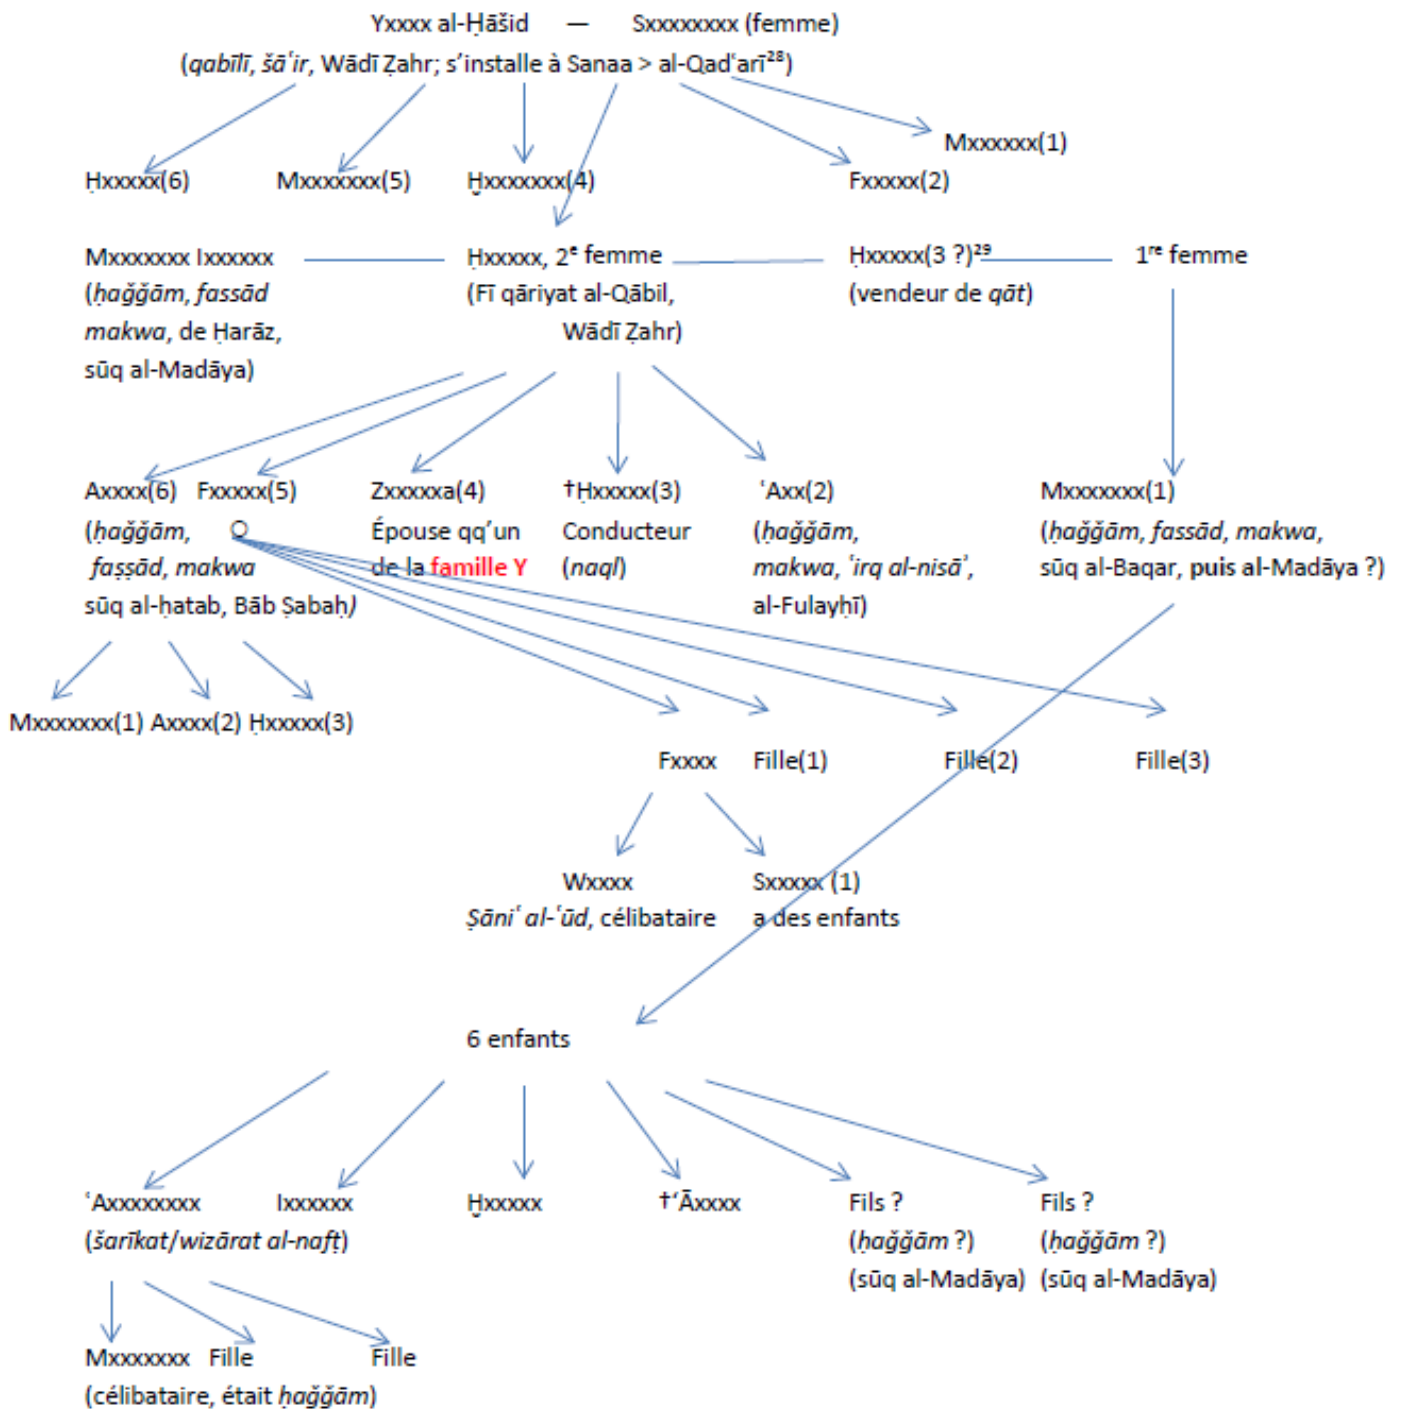 Yxxxx al-Ḥāšid — Sxxxxxxxx (femme)
(qabīlī, šāʿir, Wādī Ẓahr; s’installe à Sanaa > al-Qadʿarī²⁸)
Mxxxxxx(1)
Ḥxxxxx(6) Mxxxxxxx(5) Ḫxxxxxxx(4) Fxxxxx(2)
Mxxxxxxx Ixxxxxx Ḥxxxxx, 2ᵉ femme Ḥxxxxx(3 ?)²⁹ 1ʳᵉ femme
(ḥaǧǧām, fassād (Fī qāriyat al-Qābil, (vendeur de qāt)
makwa, de Ḥarāz, Wādī Ẓahr)
sūq al-Madāya)
Axxxx(6) Fxxxxx(5) Zxxxxxa(4) †Ḥxxxxx(3) ʿAxx(2) Mxxxxxxx(1)
(ḥaǧǧām, ♀ Épouse qq’un Conducteur (ḥaǧǧām, (ḥaǧǧām, fassād, makwa,
faṣṣād, makwa de la famille Y (naql) makwa, ʿirq al-nisāʾ, sūq al-Baqar, puis al-Madāya ?)
sūq al-ḥatab, Bāb Ṣabaḥ) al-Fulayḥī)
Mxxxxxxx(1) Axxxx(2) Ḥxxxxx(3)
Fxxxx Fille(1) Fille(2) Fille(3)
Wxxxx Sxxxxx (1)
Ṣāniʿ al-ʿūd, célibataire a des enfants
6 enfants
ʿAxxxxxxxx Ixxxxxx Ḫxxxxx †ʿĀxxxx Fils ? Fils ?
(šarīkat/wizārat al-nafṭ) (ḥaǧǧām ?) (ḥaǧǧām ?)
(sūq al-Madāya) (sūq al-Madāya)
Mxxxxxxx Fille Fille
(célibataire, était ḥaǧǧām)